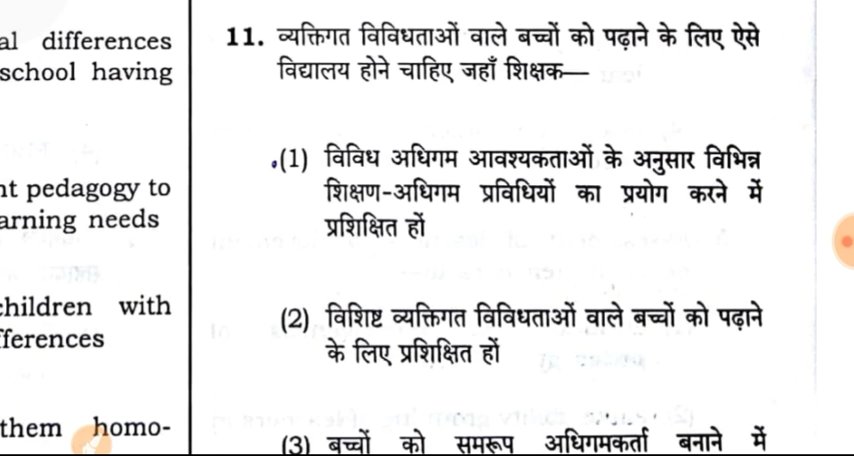 al differences
school having
nt pedagogy to
arning needs
children with
ferences
them homo-
11. व्यक्तिगत विविधताओं वाले बच्चों को पढ़ाने के लिए ऐसे
विद्यालय होने चाहिए जहाँ शिक्षक—
(1) विविध अधिगम आवश्यकताओं के अनुसार विभिन्न
शिक्षण-अधिगम प्रविधियों का प्रयोग करने में
प्रशिक्षित हों
(2) विशिष्ट व्यक्तिगत विविधताओं वाले बच्चों को पढ़ाने
के लिए प्रशिक्षित हों
(3) बच्चों को समरूप अधिगमकर्ता बनाने में